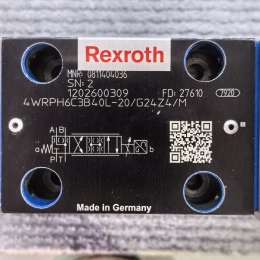 Rexroth
MNR: 0811404036
SN: 2
1202600309 FD: 27610 7920
4WRPH6C3B40L-20/G24Z4/M
A B
a b
P T
Made in Germany